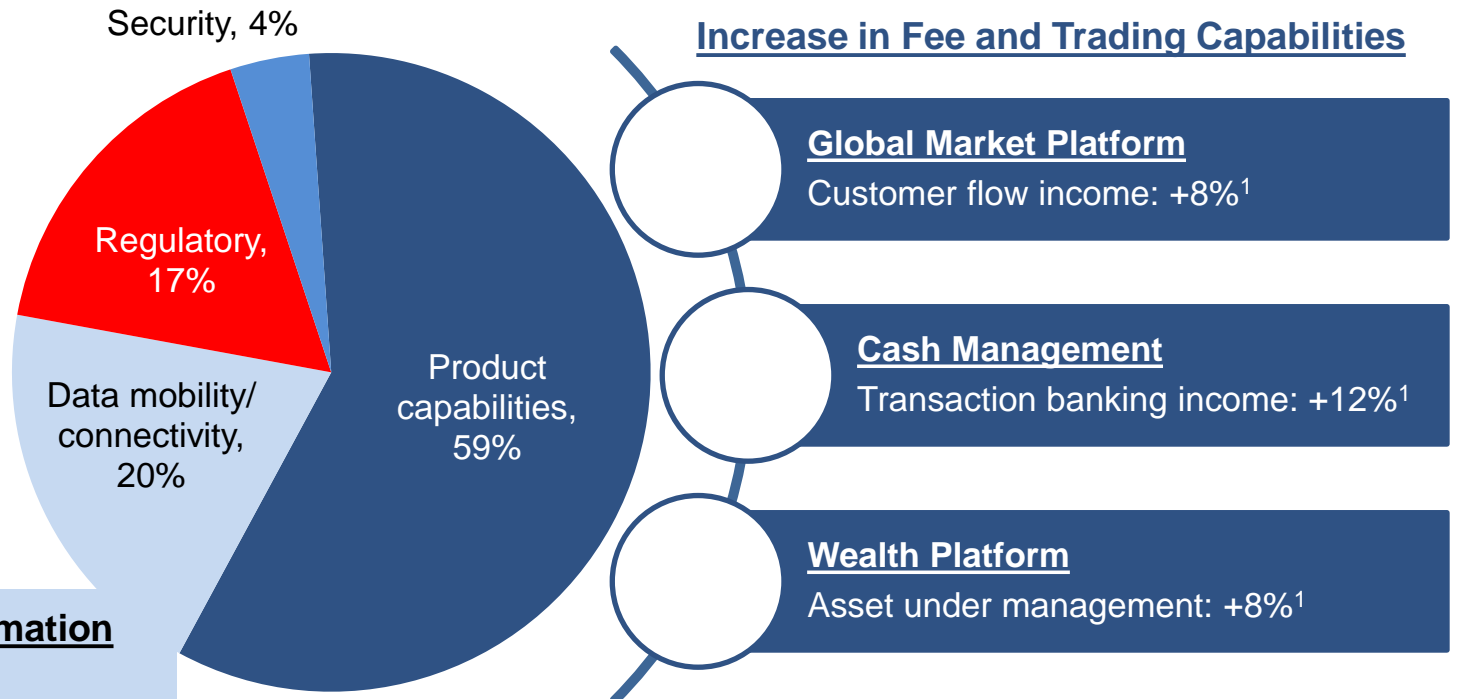 Security, 4%
Regulatory,
17%
Data mobility/
connectivity,
20%
Product
capabilities,
59%
mation
Increase in Fee and Trading Capabilities
Global Market Platform
Customer flow income: +8%¹
Cash Management
Transaction banking income: +12%¹
Wealth Platform
Asset under management: +8%¹